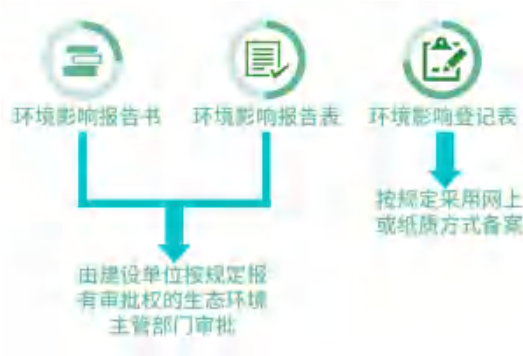 环境影响报告书
环境影响报告表
环境影响登记表
按规定采用网上
或纸质方式备案
由建设单位按规定报
有审批权的生态环境
主管部门审批